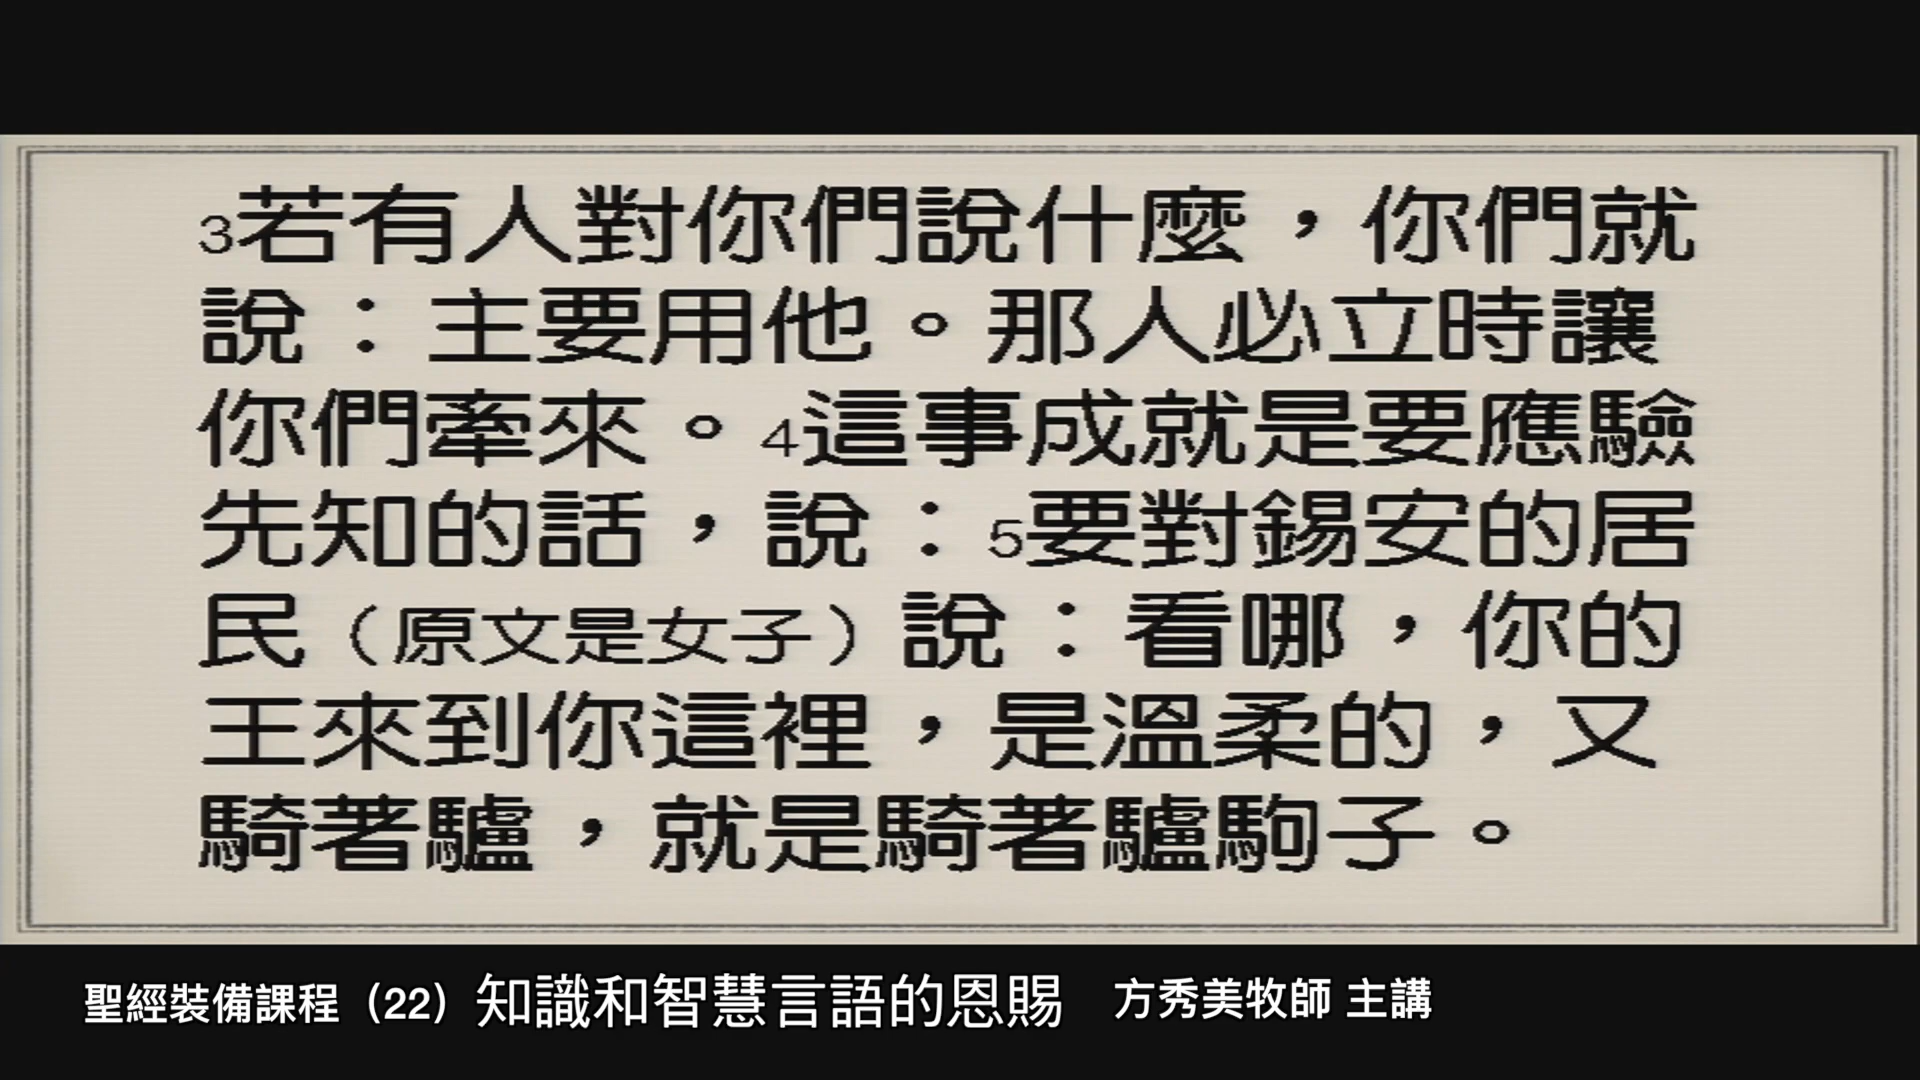 3若有人對你們說什麼，你們就
說：主要用他。那人必立時讓
你們牽來。4這事成就是要應驗
先知的話，說：5要對錫安的居
民（原文是女子）說：看哪，你的
王來到你這裡，是溫柔的，又
騎著驢，就是騎著驢駒子。
聖經裝備課程（22）知識和智慧言語的恩賜　方秀美牧師 主講